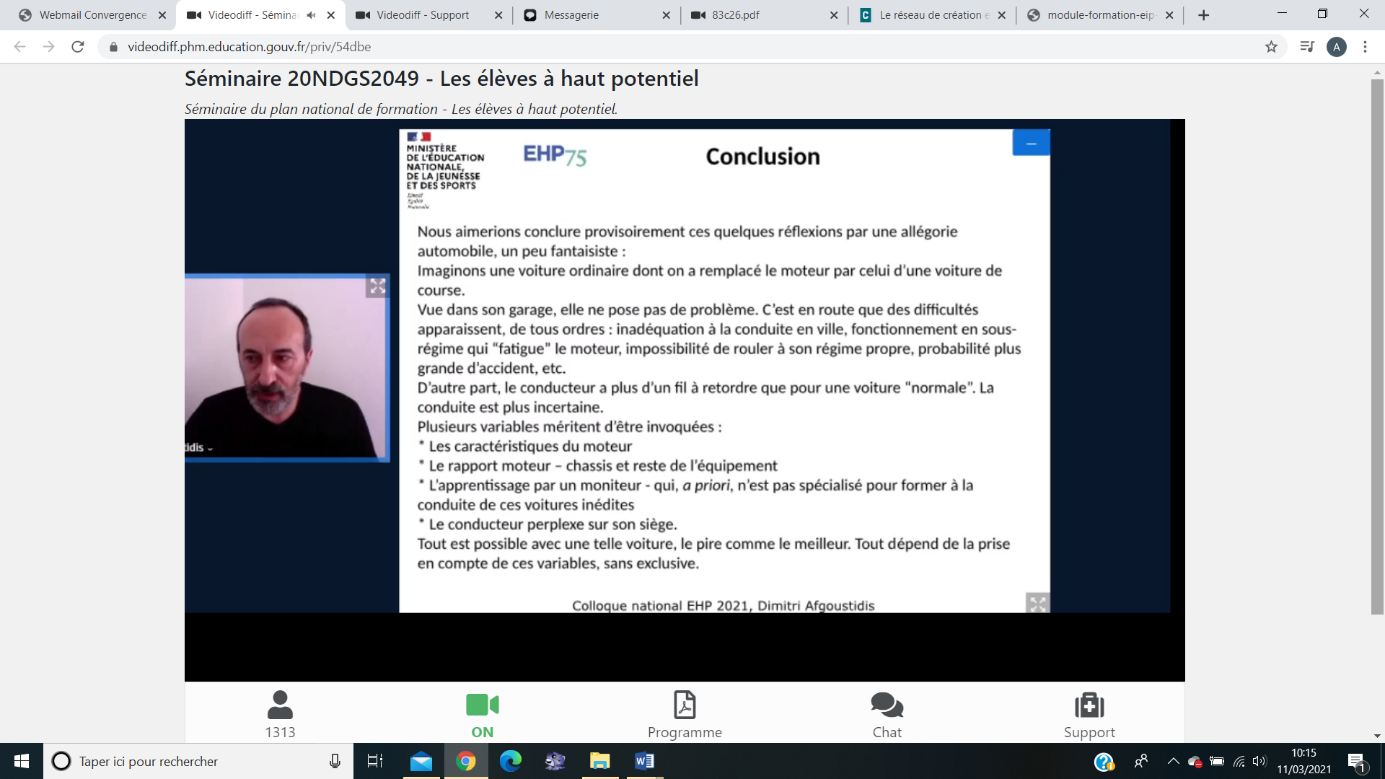 Webmail Convergence
Videodiff - Sémina
Videodiff - Support
Messagerie
83c26.pdf
Le réseau de création e
module-formation-eip-
videodiff.phm.education.gouv.fr/priv/54dbe
A
Séminaire 20NDGS2049 - Les élèves à haut potentiel
Séminaire du plan national de formation - Les élèves à haut potentiel.
MINISTÈRE
DE L'ÉDUCATION
NATIONALE,
DE LA JEUNESSE
ET DES SPORTS
EHP75
Conclusion
Nous aimerions conclure provisoirement ces quelques réflexions par une allégorie
automobile, un peu fantaisiste :
Imaginons une voiture ordinaire dont on a remplacé le moteur par celui d'une voiture de
course.
Vue dans son garage, elle ne pose pas de problème. C'est en route que des difficultés
apparaissent, de tous ordres : inadéquation à la conduite en ville, fonctionnement en sous-
régime qui “fatigue” le moteur, impossibilité de rouler à son régime propre, probabilité plus
grande d'accident, etc.
D'autre part, le conducteur a plus d'un fil à retordre que pour une voiture “normale”. La
conduite est plus incertaine.
Plusieurs variables méritent d'être invoquées :
* Les caractéristiques du moteur
* Le rapport moteur – chassis et reste de l'équipement
* L'apprentissage par un moniteur - qui, a priori, n'est pas spécialisé pour former à la
conduite de ces voitures inédites
* Le conducteur perplexe sur son siège.
Tout est possible avec une telle voiture, le pire comme le meilleur. Tout dépend de la prise
en compte de ces variables, sans exclusive.
Colloque national EHP 2021, Dimitri Afgoustidis
tidis
1313
ON
Programme
Chat
Support
Taper ici pour rechercher
10:15
11/03/2021
1